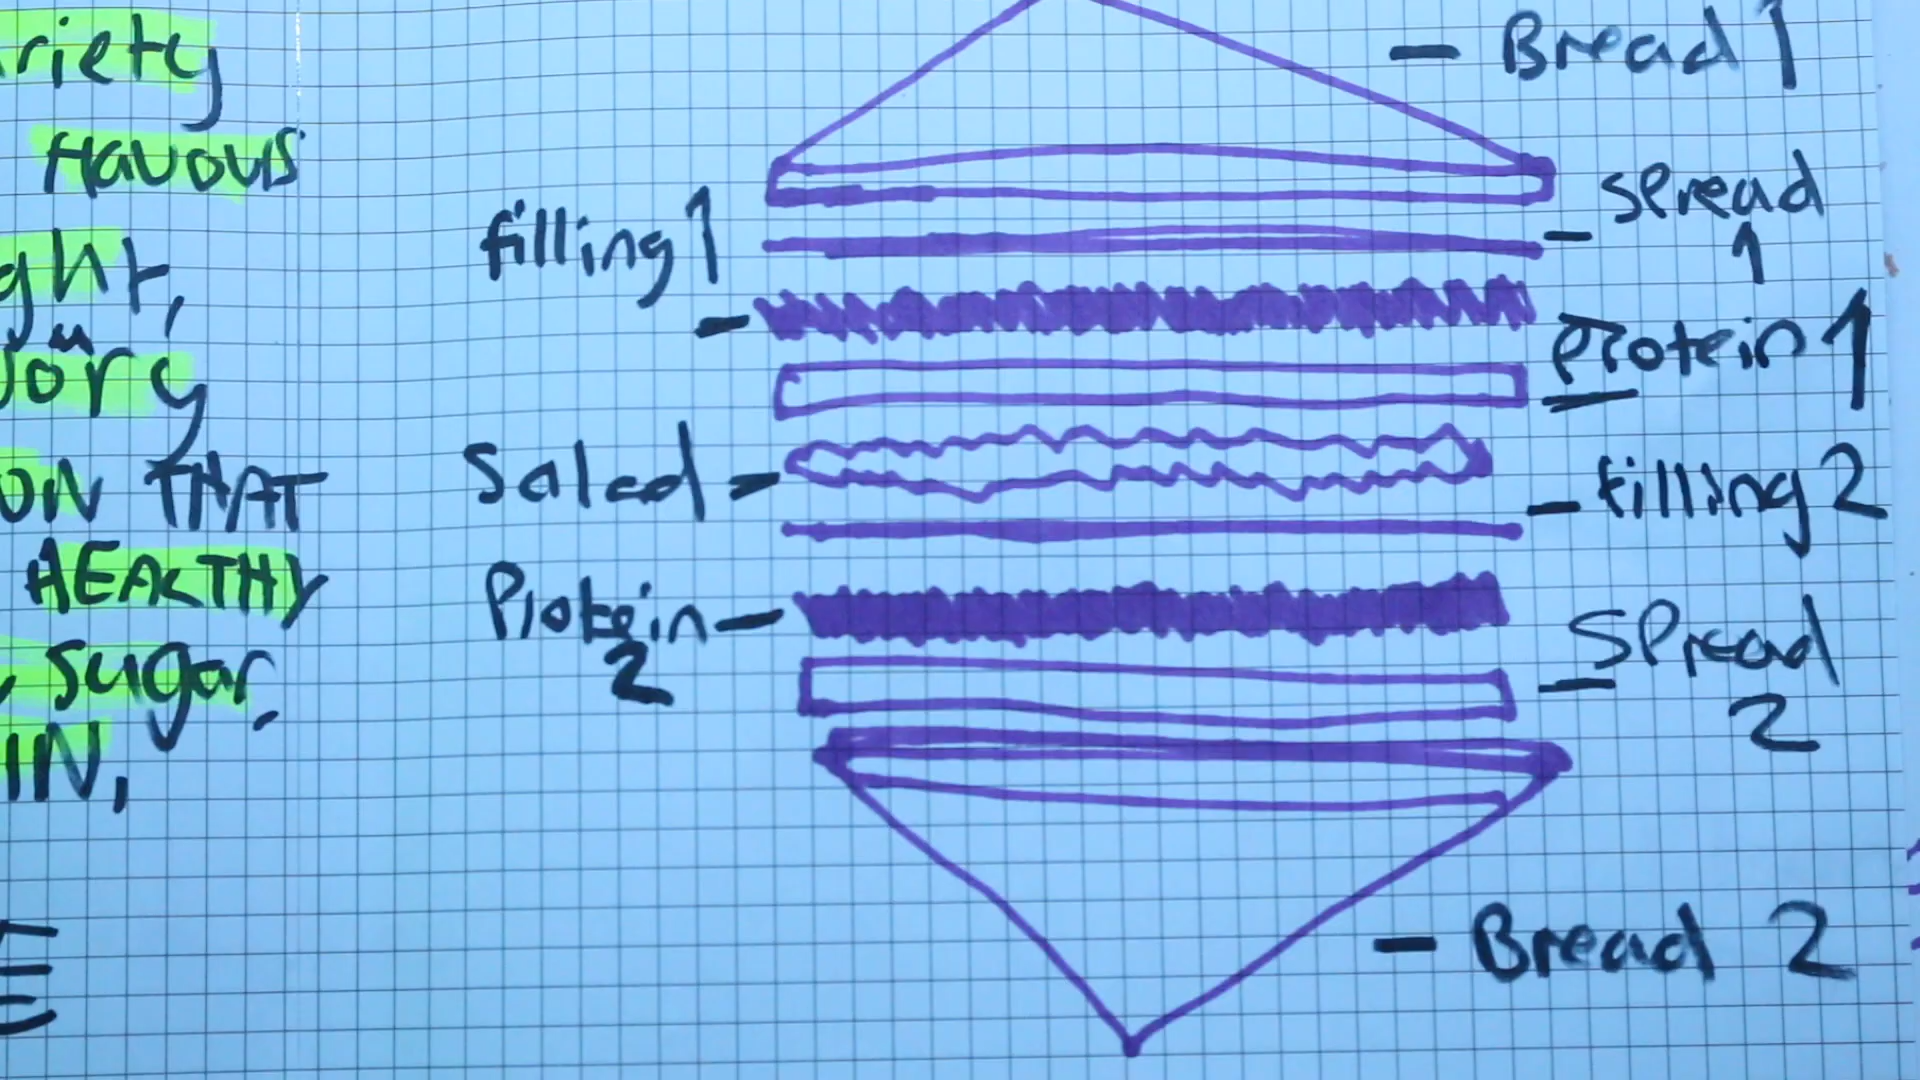 riety
flavours
ght,
ory
ON THAT
HEALTHY
sugar,
IN,
E
Bread 1
Spread
1
filling 1
Protein 1
Salad
filling 2
Protein
2
Spread
2
Bread 2